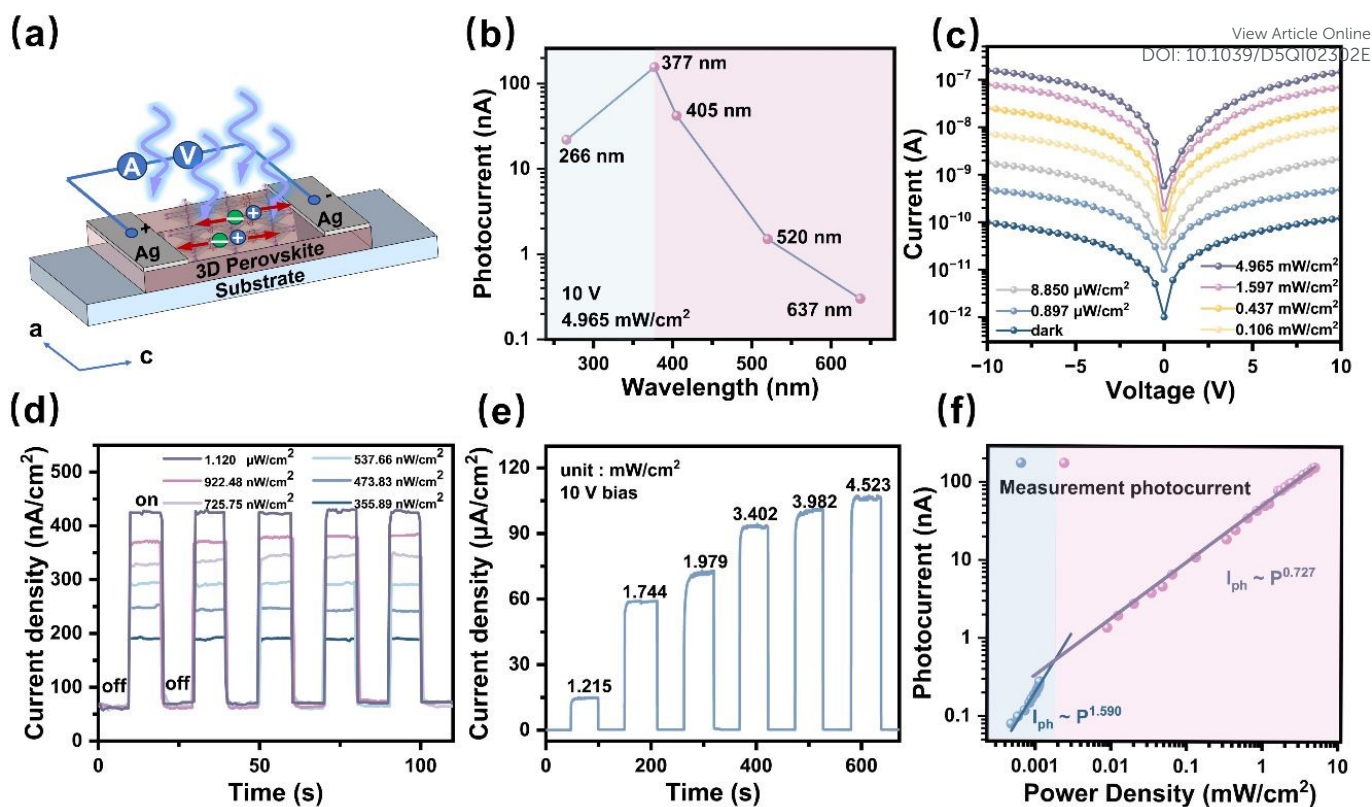 View Article Online
DOI: 10.1039/D5QI02302E
(a)
A
V
+
-
Ag
Ag
− +
− +
3D Perovskite
Substrate
a
c
(b)
Photocurrent (nA)
100
10
1
0.1
377 nm
405 nm
266 nm
520 nm
637 nm
10 V
4.965 mW/cm²
300 400 500 600
Wavelength (nm)
(c)
Current (A)
10⁻⁷
10⁻⁸
10⁻⁹
10⁻¹⁰
10⁻¹¹
10⁻¹²
8.850 μW/cm²
0.897 μW/cm²
dark
4.965 mW/cm²
1.597 mW/cm²
0.437 mW/cm²
0.106 mW/cm²
−10 −5 0 5 10
Voltage (V)
(d)
Current density (nA/cm²)
500
400
300
200
100
0
1.120 μW/cm²
922.48 nW/cm²
725.75 nW/cm²
537.66 nW/cm²
473.83 nW/cm²
355.89 nW/cm²
on
off
off
0 50 100
Time (s)
(e)
Current density (μA/cm²)
120
90
60
30
0
unit : mW/cm²
10 V bias
1.215
1.744
1.979
3.402
3.982
4.523
0 200 400 600
Time (s)
(f)
Photocurrent (nA)
100
10
1
0.1
Measurement photocurrent
Iₚₕ ~ P⁰·⁷²⁷
Iₚₕ ~ P¹·⁵⁹⁰
0.001 0.01 0.1 1 10
Power Density (mW/cm²)